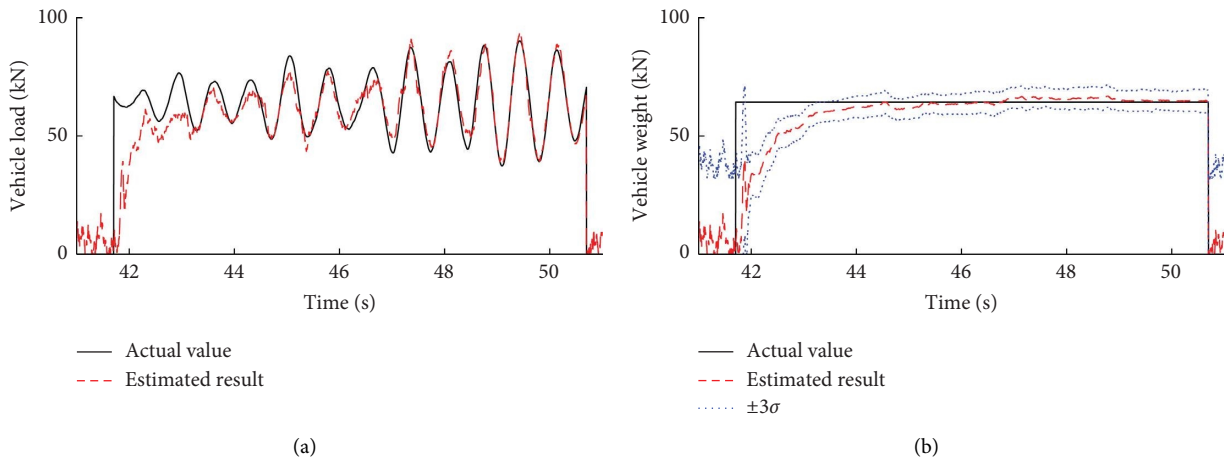 100
50
0
Vehicle load (kN)
42 44 46 48 50
Time (s)
Actual value
Estimated result
(a)
100
50
0
Vehicle weight (kN)
42 44 46 48 50
Time (s)
Actual value
Estimated result
±3σ
(b)